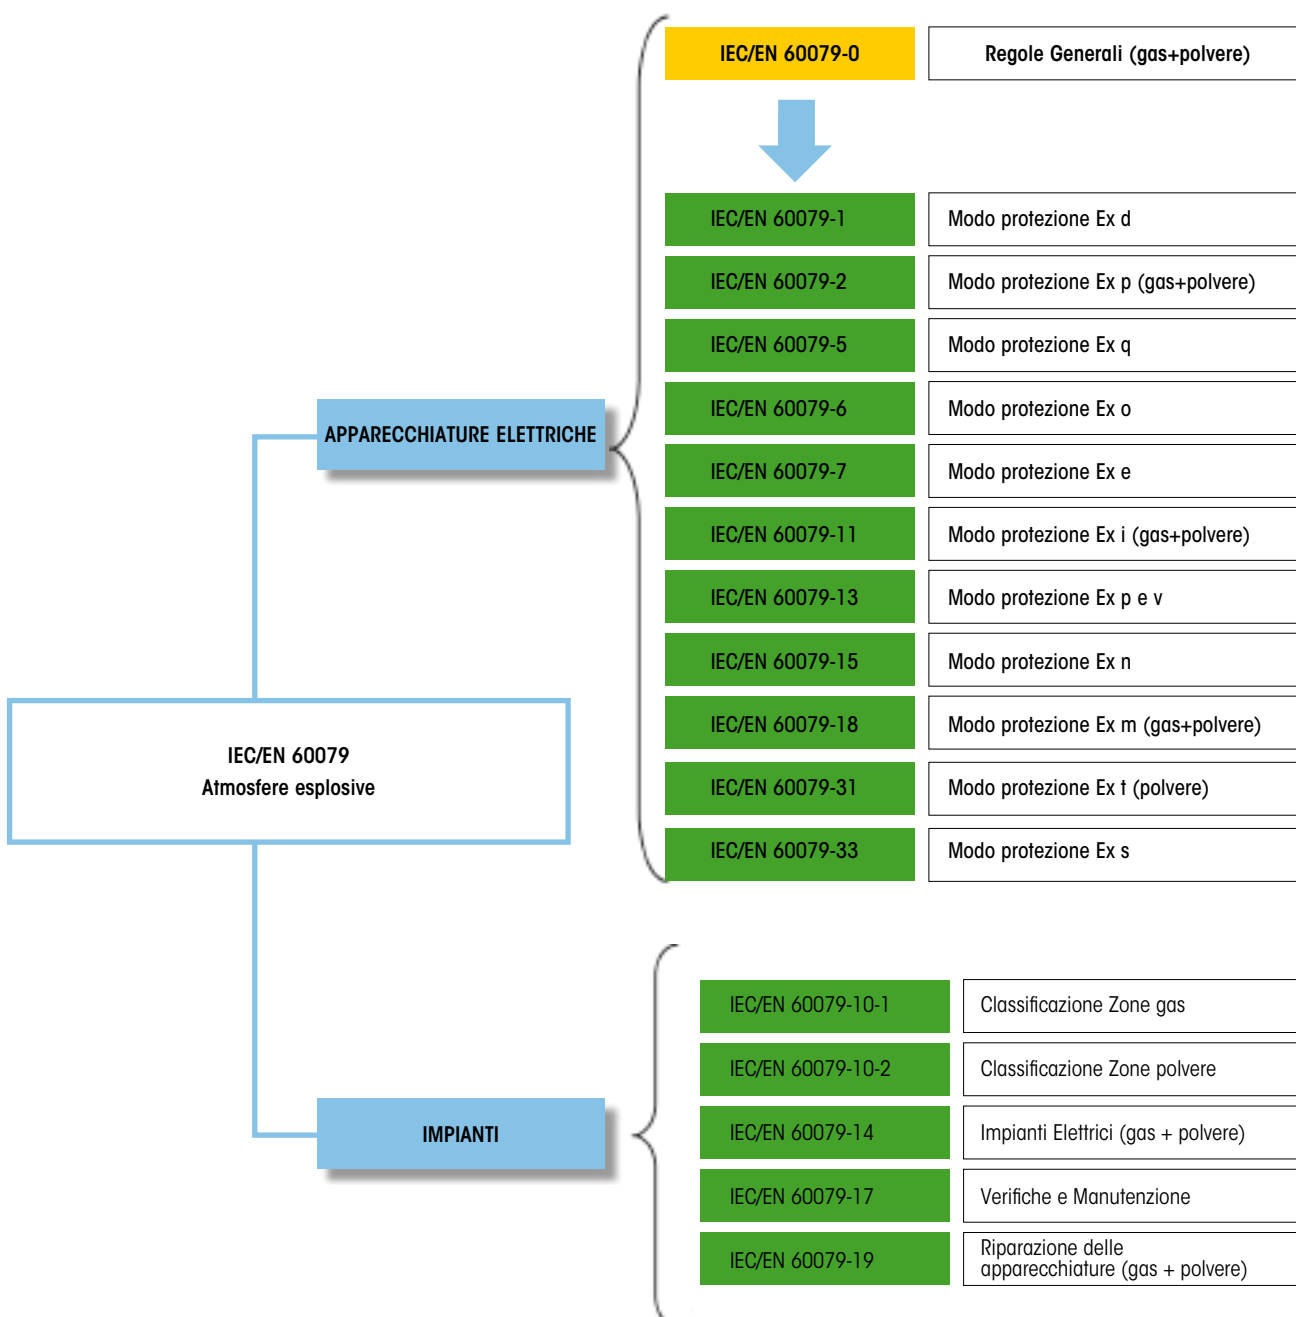 IEC/EN 60079-0
Regole Generali (gas+polvere)
IEC/EN 60079-1
Modo protezione Ex d
IEC/EN 60079-2
Modo protezione Ex p (gas+polvere)
IEC/EN 60079-5
Modo protezione Ex q
IEC/EN 60079-6
Modo protezione Ex o
APPARECCHIATURE ELETTRICHE
IEC/EN 60079-7
Modo protezione Ex e
IEC/EN 60079-11
Modo protezione Ex i (gas+polvere)
IEC/EN 60079-13
Modo protezione Ex p e v
IEC/EN 60079-15
Modo protezione Ex n
IEC/EN 60079-18
Modo protezione Ex m (gas+polvere)
IEC/EN 60079
Atmosfere esplosive
IEC/EN 60079-31
Modo protezione Ex t (polvere)
IEC/EN 60079-33
Modo protezione Ex s
IEC/EN 60079-10-1
Classificazione Zone gas
IEC/EN 60079-10-2
Classificazione Zone polvere
IMPIANTI
IEC/EN 60079-14
Impianti Elettrici (gas + polvere)
IEC/EN 60079-17
Verifiche e Manutenzione
IEC/EN 60079-19
Riparazione delle
apparecchiature (gas + polvere)